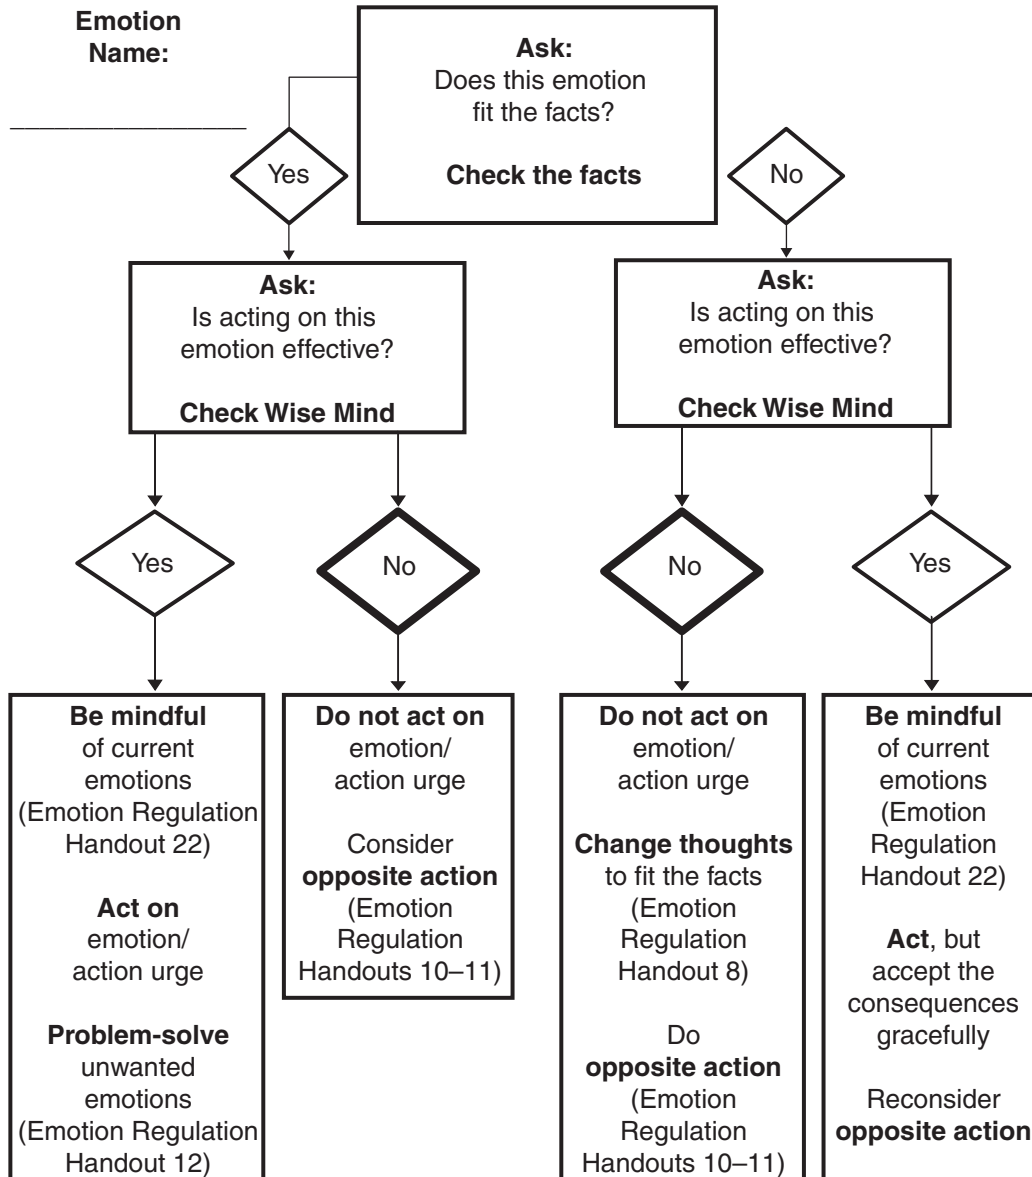 Emotion
Name:
Ask:
Does this emotion
fit the facts?
Check the facts
Yes
No
Ask:
Is acting on this
emotion effective?
Check Wise Mind
Ask:
Is acting on this
emotion effective?
Check Wise Mind
Yes
No
No
Yes
Be mindful
of current
emotions
(Emotion Regulation
Handout 22)
Act on
emotion/
action urge
Problem-solve
unwanted
emotions
(Emotion Regulation
Handout 12)
Do not act on
emotion/
action urge
Consider
opposite action
(Emotion
Regulation
Handouts 10–11)
Do not act on
emotion/
action urge
Change thoughts
to fit the facts
(Emotion
Regulation
Handout 8)
Do
opposite action
(Emotion
Regulation
Handouts 10–11)
Be mindful
of current
emotions
(Emotion
Regulation
Handout 22)
Act, but
accept the
consequences
gracefully
Reconsider
opposite action